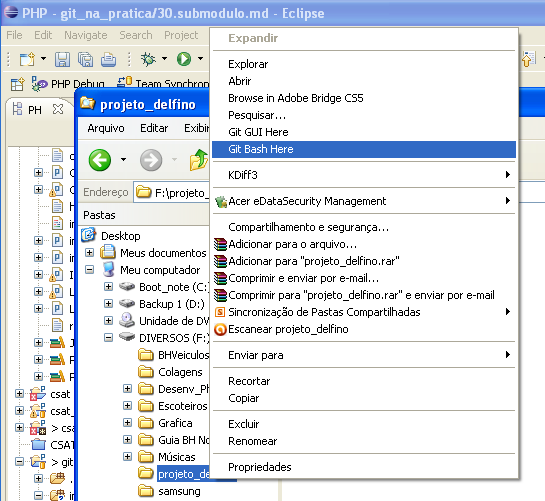 PHP - git_na_pratica/30.submodulo.md - Eclipse
File Edit Navigate Search Project
PHP Debug Team Synchron
PH
projeto_delfino
Arquivo Editar Exibir
Endereço F:\projeto_
Pastas
Desktop
Meus documentos
Meu computador
Boot_note (C:)
Backup 1 (D:)
Unidade de DV
DIVERSOS (F:)
BHVeiculos
Colagens
Desenv_Ph
Escoteiros
Grafica
Guia BH No
Músicas
projeto_de
samsung
csat
csat_
> csa
CSAT
> git
Expandir
Explorar
Abrir
Browse in Adobe Bridge CS5
Pesquisar...
Git GUI Here
Git Bash Here
KDiff3
Acer eDataSecurity Management
Compartilhamento e segurança...
Adicionar para o arquivo...
Adicionar para "projeto_delfino.rar"
Comprimir e enviar por e-mail...
Comprimir para "projeto_delfino.rar" e enviar por e-mail
Sincronização de Pastas Compartilhadas
Escanear projeto_delfino
Enviar para
Recortar
Copiar
Excluir
Renomear
Propriedades